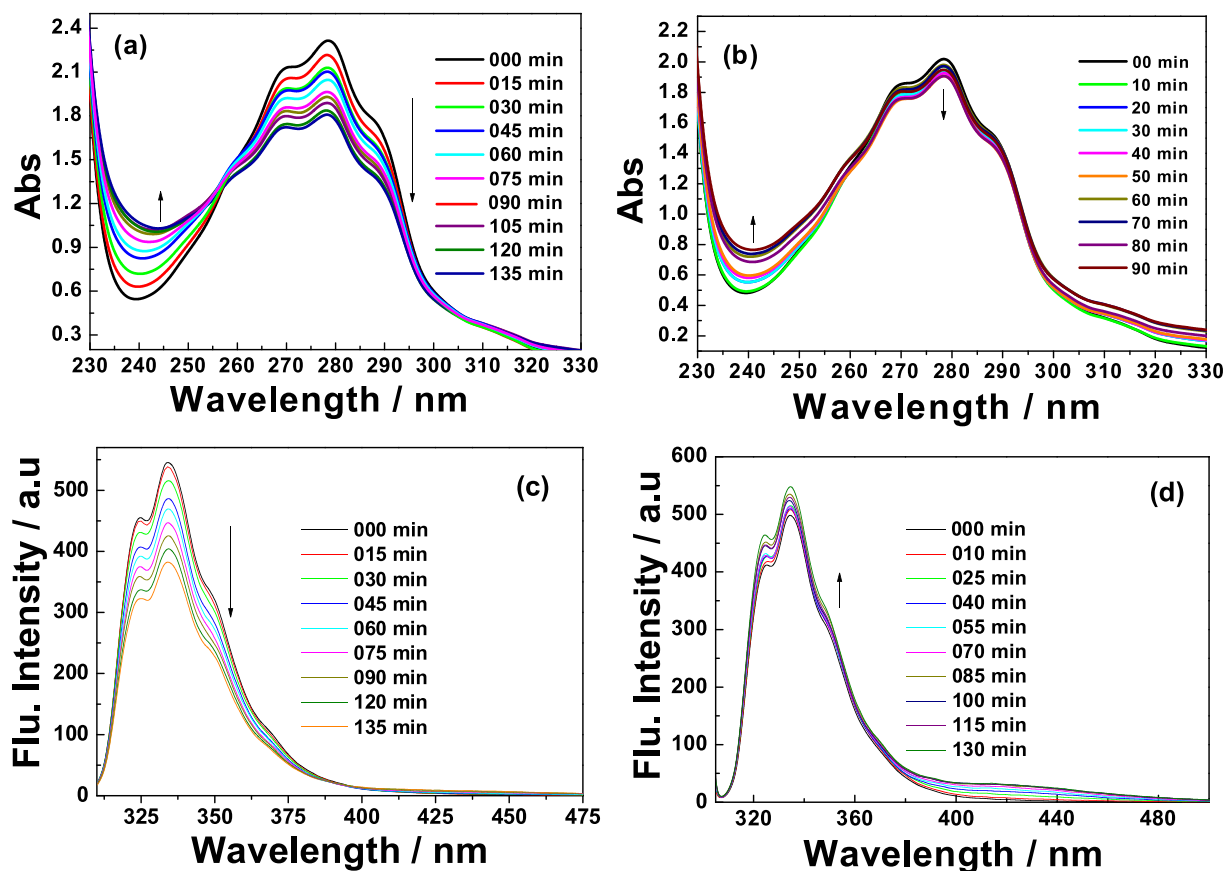 (a)
2.4
2.1
1.8
1.5
1.2
0.9
0.6
0.3
Abs
230 240 250 260 270 280 290 300 310 320 330
Wavelength / nm
000 min
015 min
030 min
045 min
060 min
075 min
090 min
105 min
120 min
135 min
(b)
2.2
2.0
1.8
1.6
1.4
1.2
1.0
0.8
0.6
0.4
0.2
Abs
230 240 250 260 270 280 290 300 310 320 330
Wavelength / nm
00 min
10 min
20 min
30 min
40 min
50 min
60 min
70 min
80 min
90 min
(c)
500
400
300
200
100
0
Flu. Intensity / a.u
325 350 375 400 425 450 475
Wavelength / nm
000 min
015 min
030 min
045 min
060 min
075 min
090 min
120 min
135 min
(d)
600
500
400
300
200
100
0
Flu. Intensity / a.u
320 360 400 440 480
Wavelength / nm
000 min
010 min
025 min
040 min
055 min
070 min
085 min
100 min
115 min
130 min